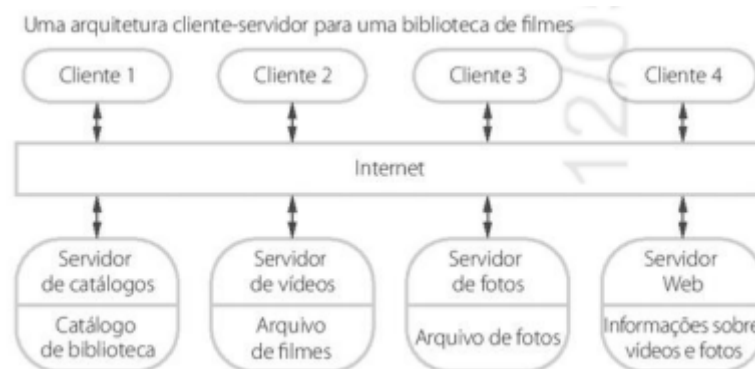 Uma arquitetura cliente-servidor para uma biblioteca de filmes
Cliente 1
Cliente 2
Cliente 3
Cliente 4
Internet
Servidor
de catálogos
Catálogo
de biblioteca
Servidor
de vídeos
Arquivo
de filmes
Servidor
de fotos
Arquivo de fotos
Servidor
Web
Informações sobre
vídeos e fotos
12/0